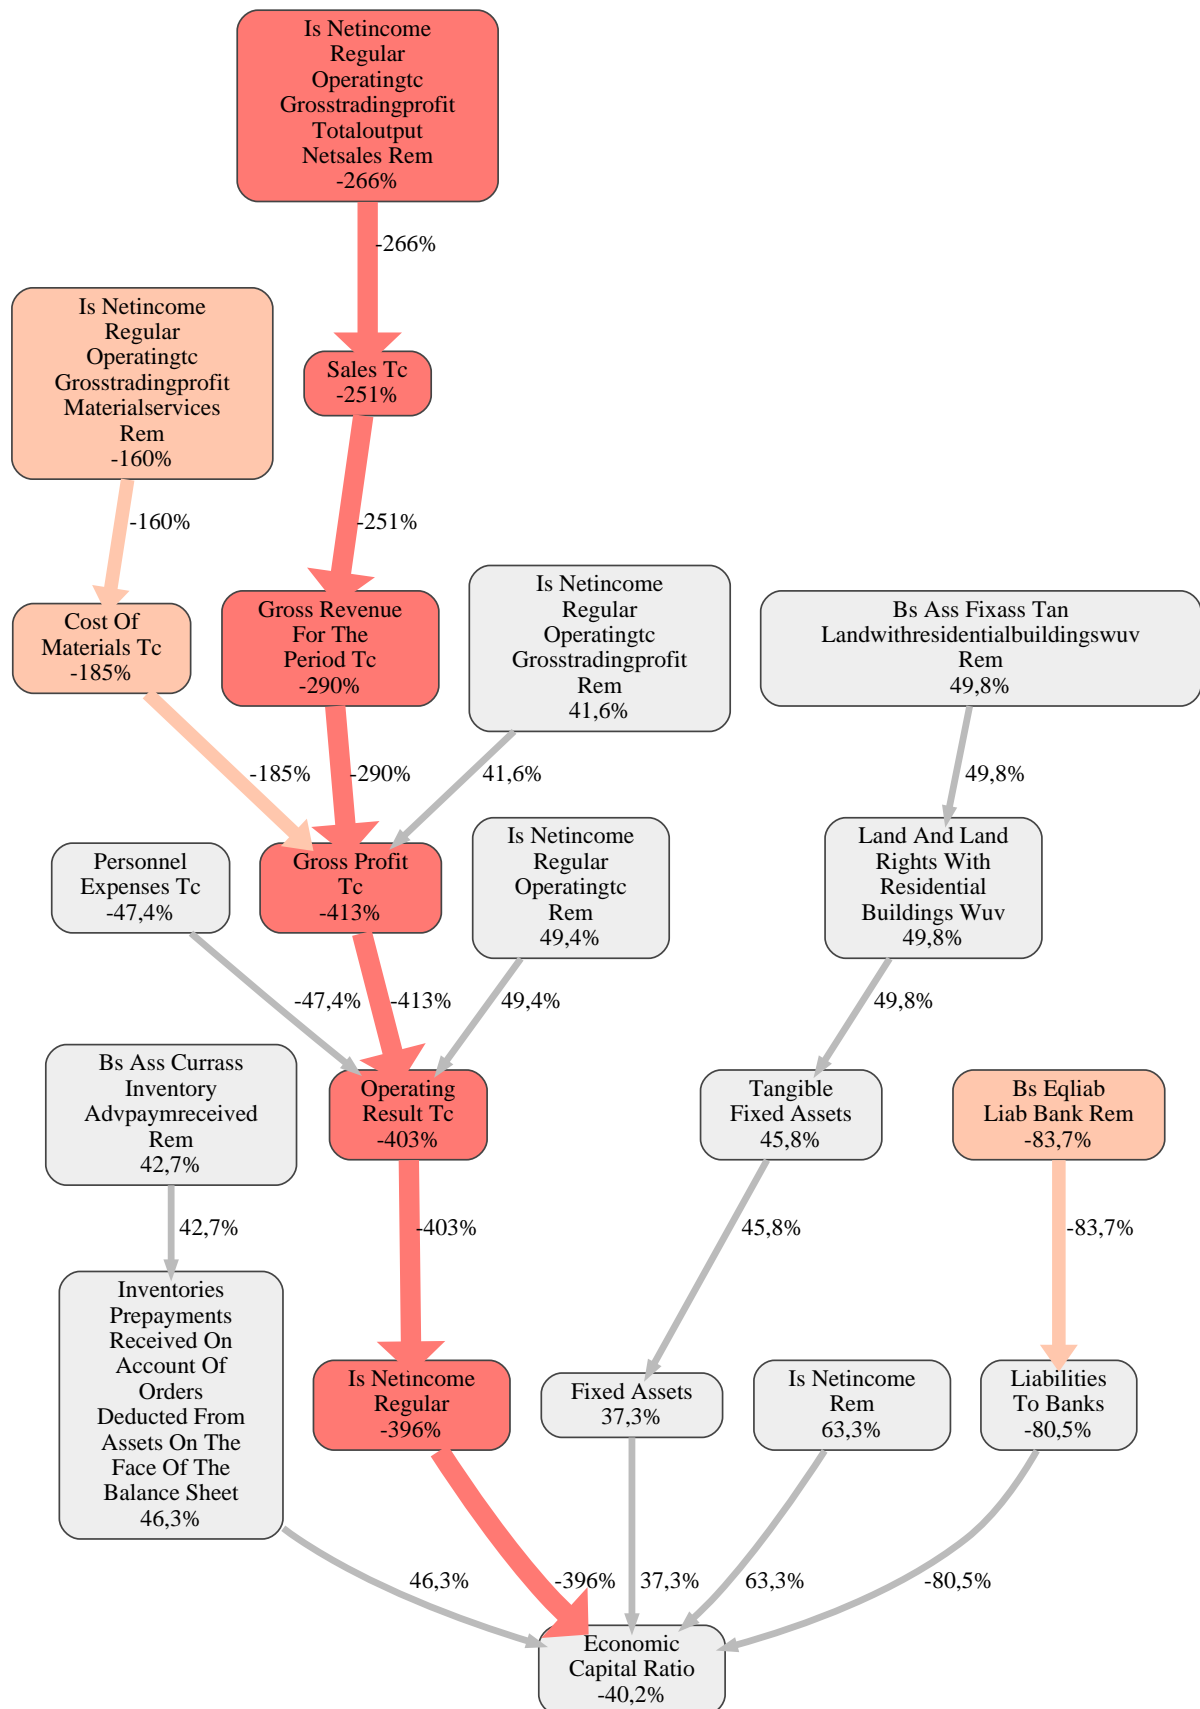 Is Netincome
Regular
Operatingtc
Grosstradingprofit
Totaloutput
Netsales Rem
-266%
-266%
Is Netincome
Regular
Operatingtc
Grosstradingprofit
Materialservices
Rem
-160%
Sales Tc
-251%
-160%
-251%
Cost Of
Materials Tc
-185%
Gross Revenue
For The
Period Tc
-290%
Is Netincome
Regular
Operatingtc
Grosstradingprofit
Rem
41,6%
Bs Ass Fixass Tan
Landwithresidentialbuildingswuv
Rem
49,8%
-185%
-290%
41,6%
49,8%
Personnel
Expenses Tc
-47,4%
Gross Profit
Tc
-413%
Is Netincome
Regular
Operatingtc
Rem
49,4%
Land And Land
Rights With
Residential
Buildings Wuv
49,8%
-47,4%
-413%
49,4%
49,8%
Bs Ass Currass
Inventory
Advpaymreceived
Rem
42,7%
Operating
Result Tc
-403%
Tangible
Fixed Assets
45,8%
Bs Eqliab
Liab Bank Rem
-83,7%
42,7%
-403%
45,8%
-83,7%
Inventories
Prepayments
Received On
Account Of
Orders
Deducted From
Assets On The
Face Of The
Balance Sheet
46,3%
Is Netincome
Regular
-396%
Fixed Assets
37,3%
Is Netincome
Rem
63,3%
Liabilities
To Banks
-80,5%
46,3%
-396%
37,3%
63,3%
-80,5%
Economic
Capital Ratio
-40,2%